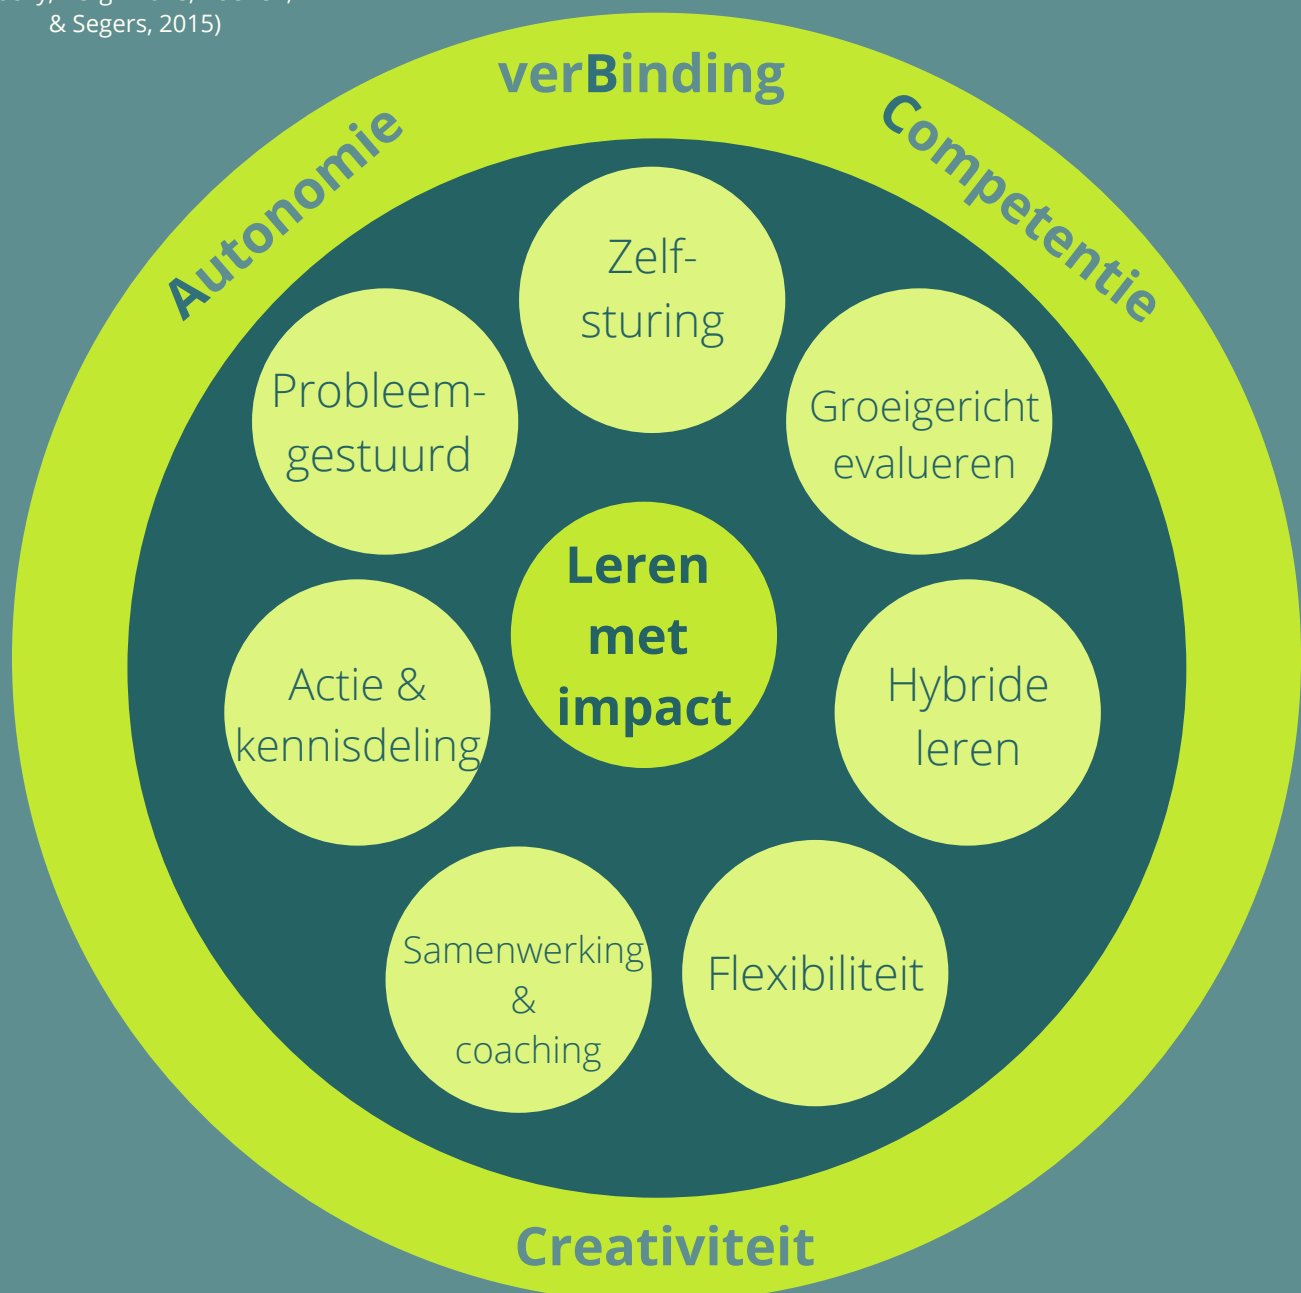 & Segers, 2015)
verBinding
Autonomie
Competentie
Zelf-
sturing
Probleem-
gestuurd
Groeigericht
evalueren
Leren
met
impact
Actie &
kennisdeling
Hybride
leren
Samenwerking
&
coaching
Flexibiliteit
Creativiteit